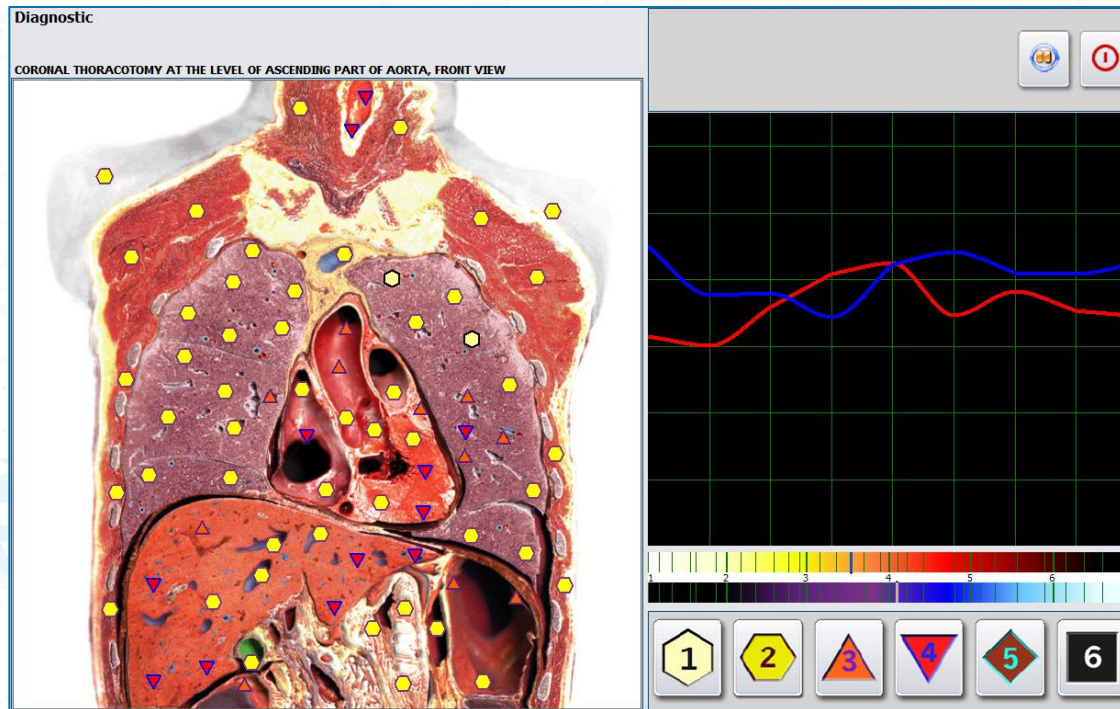 Diagnostic
CORONAL THORACOTOMY AT THE LEVEL OF ASCENDING PART OF AORTA, FRONT VIEW
1 2 3 4 5 6
1 2 3 4 5 6